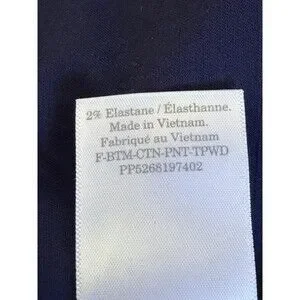 2% Elastane / Élasthanne.
Made in Vietnam.
Fabriqué au Vietnam
F-BTM-CTN-PNT-TPWD
PP5268197402